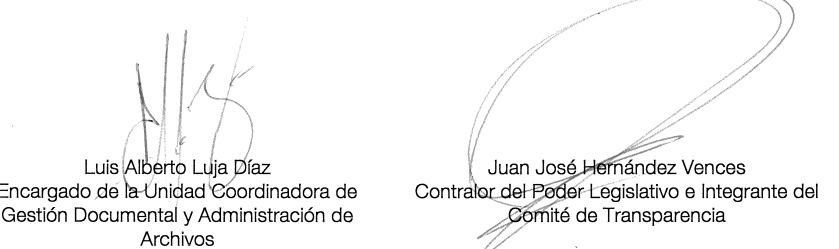 Luis Alberto Luja Díaz
Encargado de la Unidad Coordinadora de
Gestión Documental y Administración de
Archivos
Juan José Hernández Vences
Contralor del Poder Legislativo e Integrante del
Comité de Transparencia